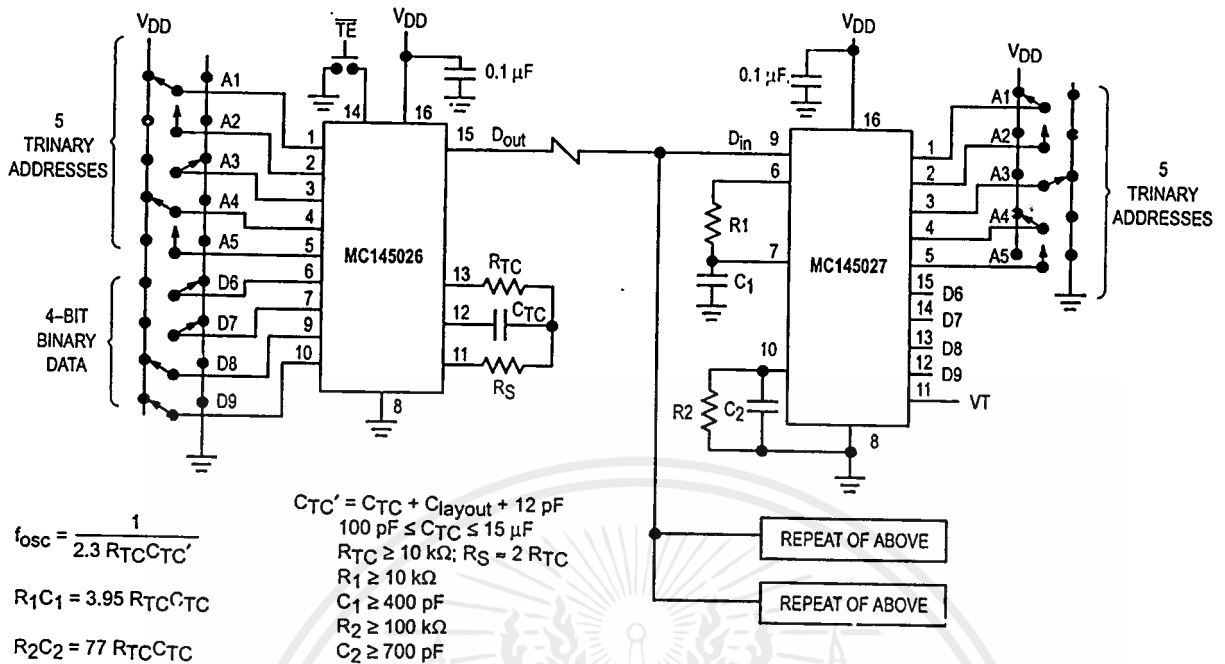 VDD
TE
VDD
0.1 µF
A1
A2
A3
A4
A5
D6
D7
D8
D9
5
TRINARY
ADDRESSES
4–BIT
BINARY
DATA
1
2
3
4
5
6
7
9
10
14
16
15
Dout
MC145026
13
12
11
8
RTC
CTC
RS
VDD
0.1 µF
16
Din
9
6
7
10
R1
C1
R2
C2
MC145027
8
1
2
3
4
5
15
14
13
12
11
D6
D7
D8
D9
VT
VDD
A1
A2
A3
A4
A5
5
TRINARY
ADDRESSES
REPEAT OF ABOVE
REPEAT OF ABOVE
fosc = 1 / 2.3 RTCCTC′
R1C1 = 3.95 RTCCTC
R2C2 = 77 RTCCTC
CTC′ = CTC + Clayout + 12 pF
100 pF ≤ CTC ≤ 15 µF
RTC ≥ 10 kΩ; RS ≈ 2 RTC
R1 ≥ 10 kΩ
C1 ≥ 400 pF
R2 ≥ 100 kΩ
C2 ≥ 700 pF